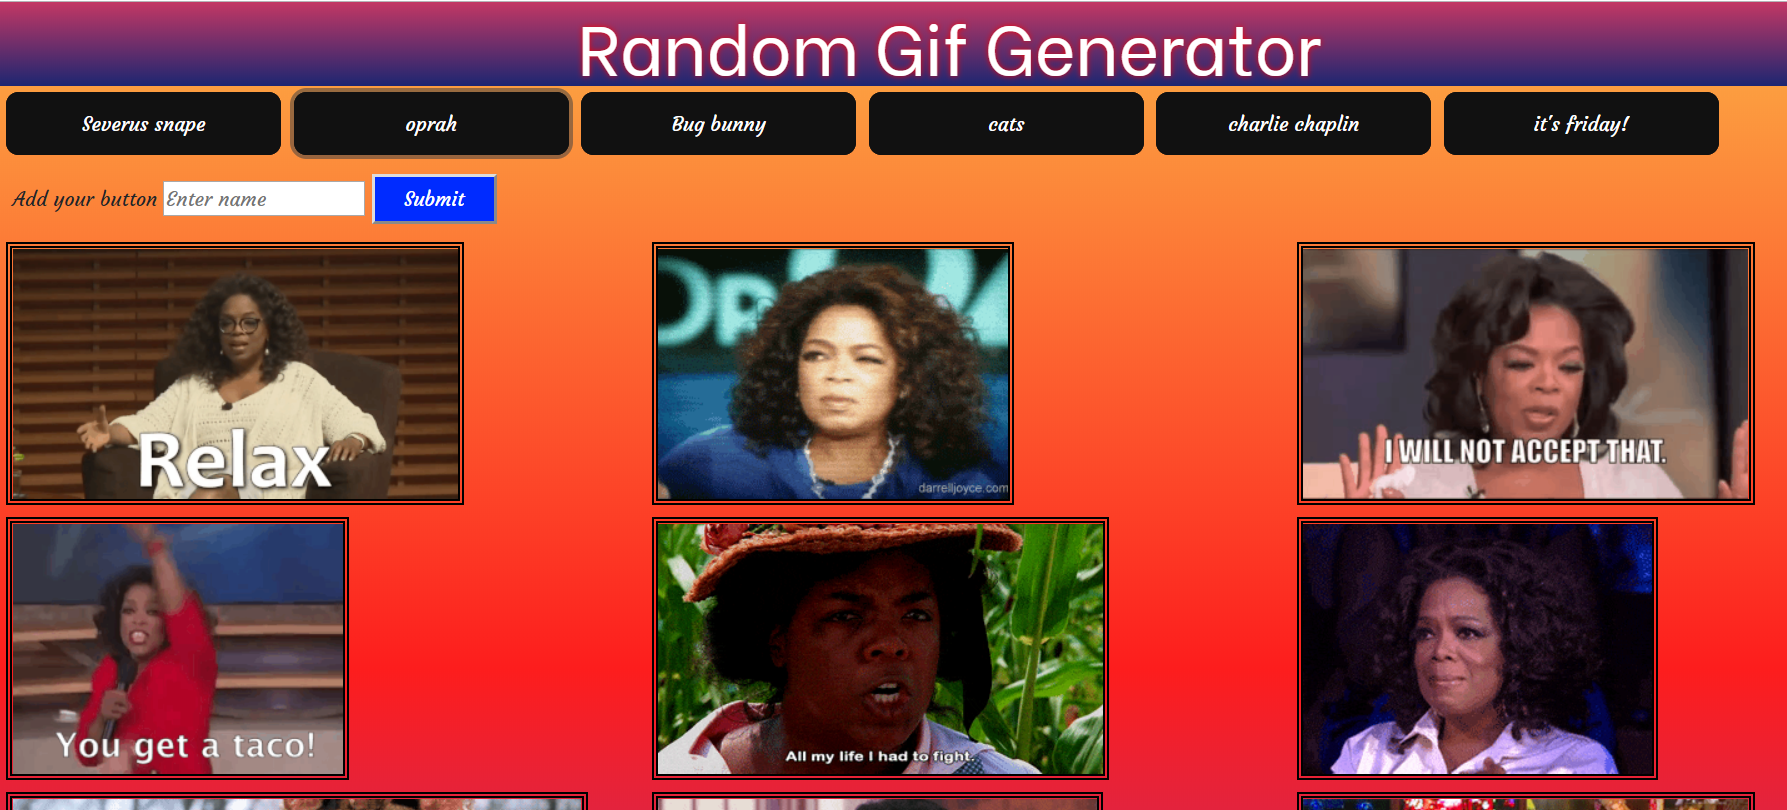 Random Gif Generator
Severus snape oprah Bug bunny cats charlie chaplin it's friday!
Add your button Enter name Submit
Relax
darrelljoyce.com
I WILL NOT ACCEPT THAT.
You get a taco!
All my life I had to fight.